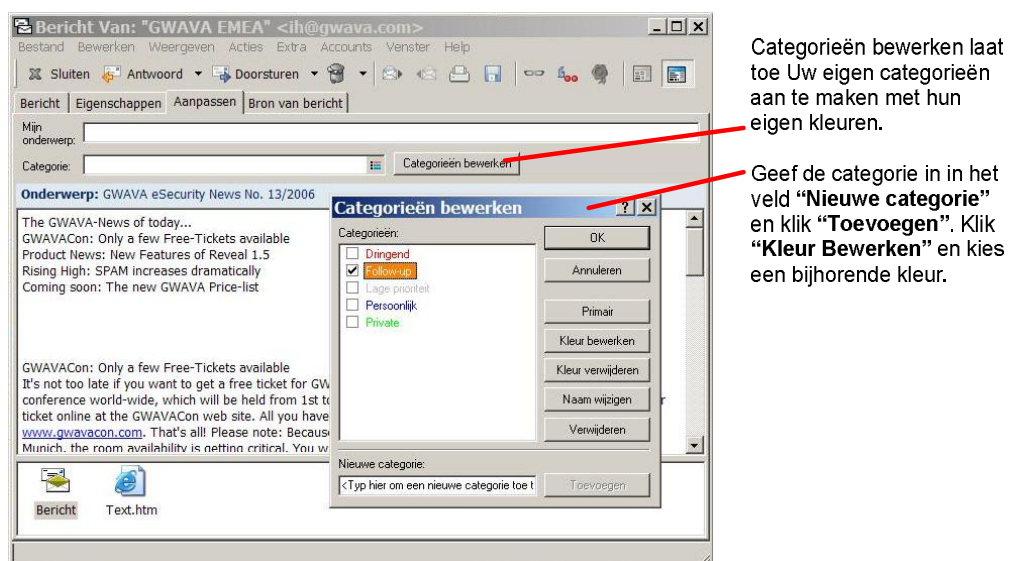 Bericht Van: "GWAVA EMEA" <ih@gwava.com>
Bestand Bewerken Weergeven Acties Extra Accounts Venster Help
Sluiten Antwoord Doorsturen
Bericht Eigenschappen Aanpassen Bron van bericht
Mijn
onderwerp:
Categorie: Categorieën bewerken
Onderwerp: GWAVA eSecurity News No. 13/2006
The GWAVA-News of today...
GWAVACon: Only a few Free-Tickets available
Product News: New Features of Reveal 1.5
Rising High: SPAM increases dramatically
Coming soon: The new GWAVA Price-list
GWAVACon: Only a few Free-Tickets available
It's not too late if you want to get a free ticket for GW
conference world-wide, which will be held from 1st to
ticket online at the GWAVACon web site. All you have
www.gwavacon.com. That's all! Please note: Becaus
Munich, the room availability is getting critical. You w
Bericht Text.htm
Categorieën bewerken
Categorieën:
Dringend
Follow-up
Lage prioriteit
Persoonlijk
Private
OK
Annuleren
Primair
Kleur bewerken
Kleur verwijderen
Naam wijzigen
Verwijderen
Nieuwe categorie:
<Typ hier om een nieuwe categorie toe t Toevoegen
Categorieën bewerken laat
toe Uw eigen categorieën
aan te maken met hun
eigen kleuren.
Geef de categorie in in het
veld “Nieuwe categorie”
en klik “Toevoegen”. Klik
“Kleur Bewerken” en kies
een bijhorende kleur.